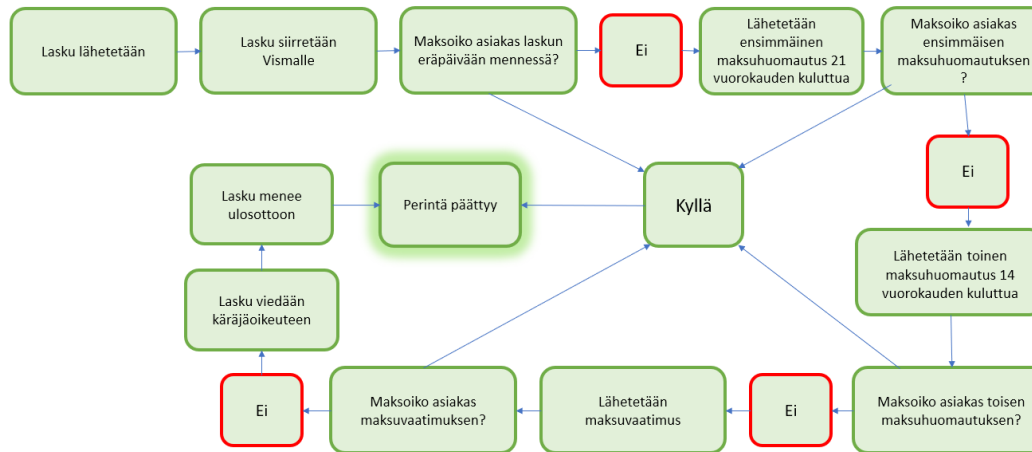 Lasku lähetetään
Lasku siirretään
Vismalle
Maksoiko asiakas laskun
eräpäivään mennessä?
Ei
Lähetetään
ensimmäinen
maksuhuomautus 21
vuorokauden kuluttua
Maksoiko asiakas
ensimmäisen
maksuhuomautuksen
?
Ei
Lähetetään toinen
maksuhuomautus 14
vuorokauden kuluttua
Maksoiko asiakas toisen
maksuhuomautuksen?
Ei
Lähetetään
maksuvaatimus
Maksoiko asiakas
maksuvaatimuksen?
Ei
Lasku viedään
käräjäoikeuteen
Lasku menee
ulosottoon
Perintä päättyy
Kyllä